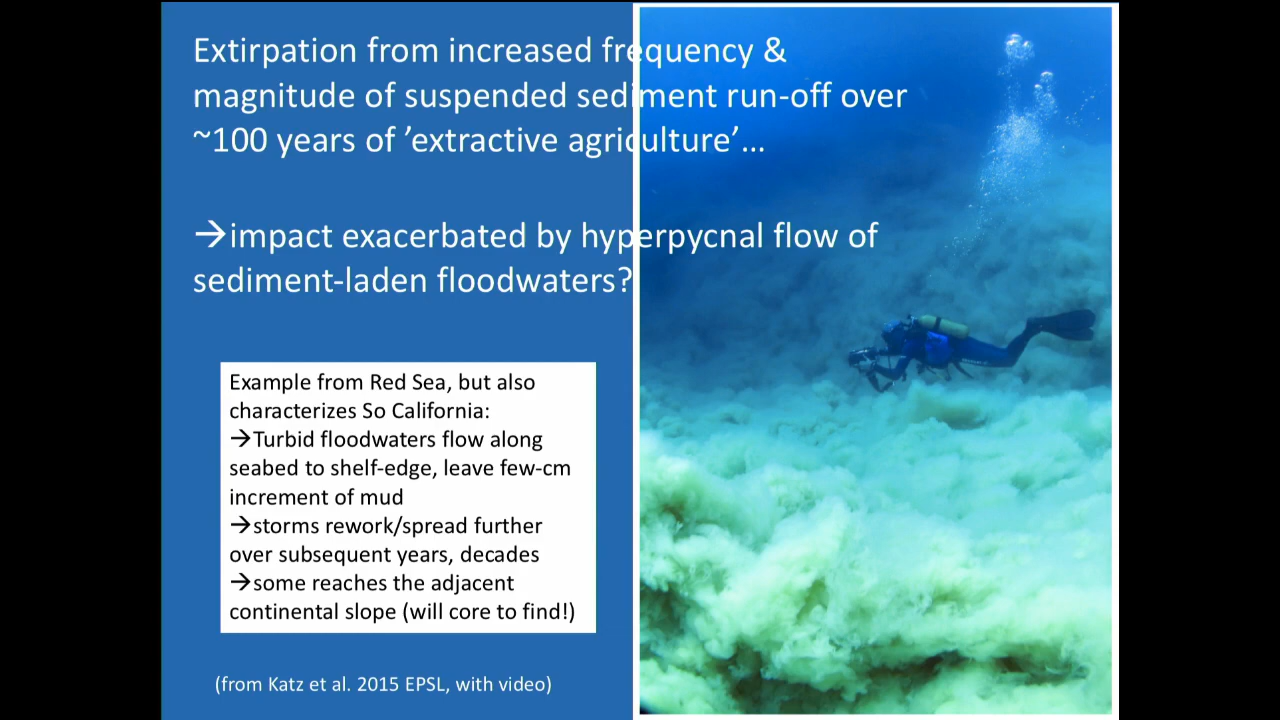 Extirpation from increased frequency &
magnitude of suspended sediment run-off over
~100 years of ’extractive agriculture’…
→impact exacerbated by hyperpycnal flow of
sediment-laden floodwaters?
Example from Red Sea, but also
characterizes So California:
→Turbid floodwaters flow along
seabed to shelf-edge, leave few-cm
increment of mud
→storms rework/spread further
over subsequent years, decades
→some reaches the adjacent
continental slope (will core to find!)
(from Katz et al. 2015 EPSL, with video)